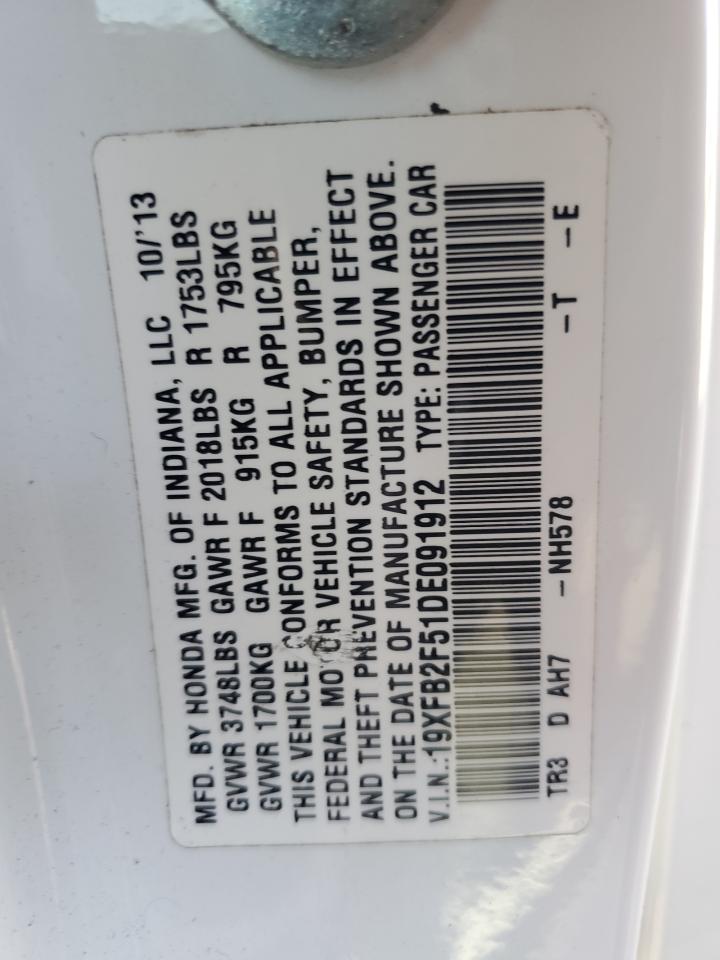 MFD. BY HONDA MFG. OF INDIANA, LLC 10/'13
GVWR 3748LBS GAWR F 2018LBS R 1753LBS
GVWR 1700KG GAWR F 915KG R 795KG
THIS VEHICLE CONFORMS TO ALL APPLICABLE
FEDERAL MOTOR VEHICLE SAFETY, BUMPER,
AND THEFT PREVENTION STANDARDS IN EFFECT
ON THE DATE OF MANUFACTURE SHOWN ABOVE.
V.I.N.:19XFB2F51DE091912 TYPE: PASSENGER CAR
TR3 D AH7 -NH578 -T -E